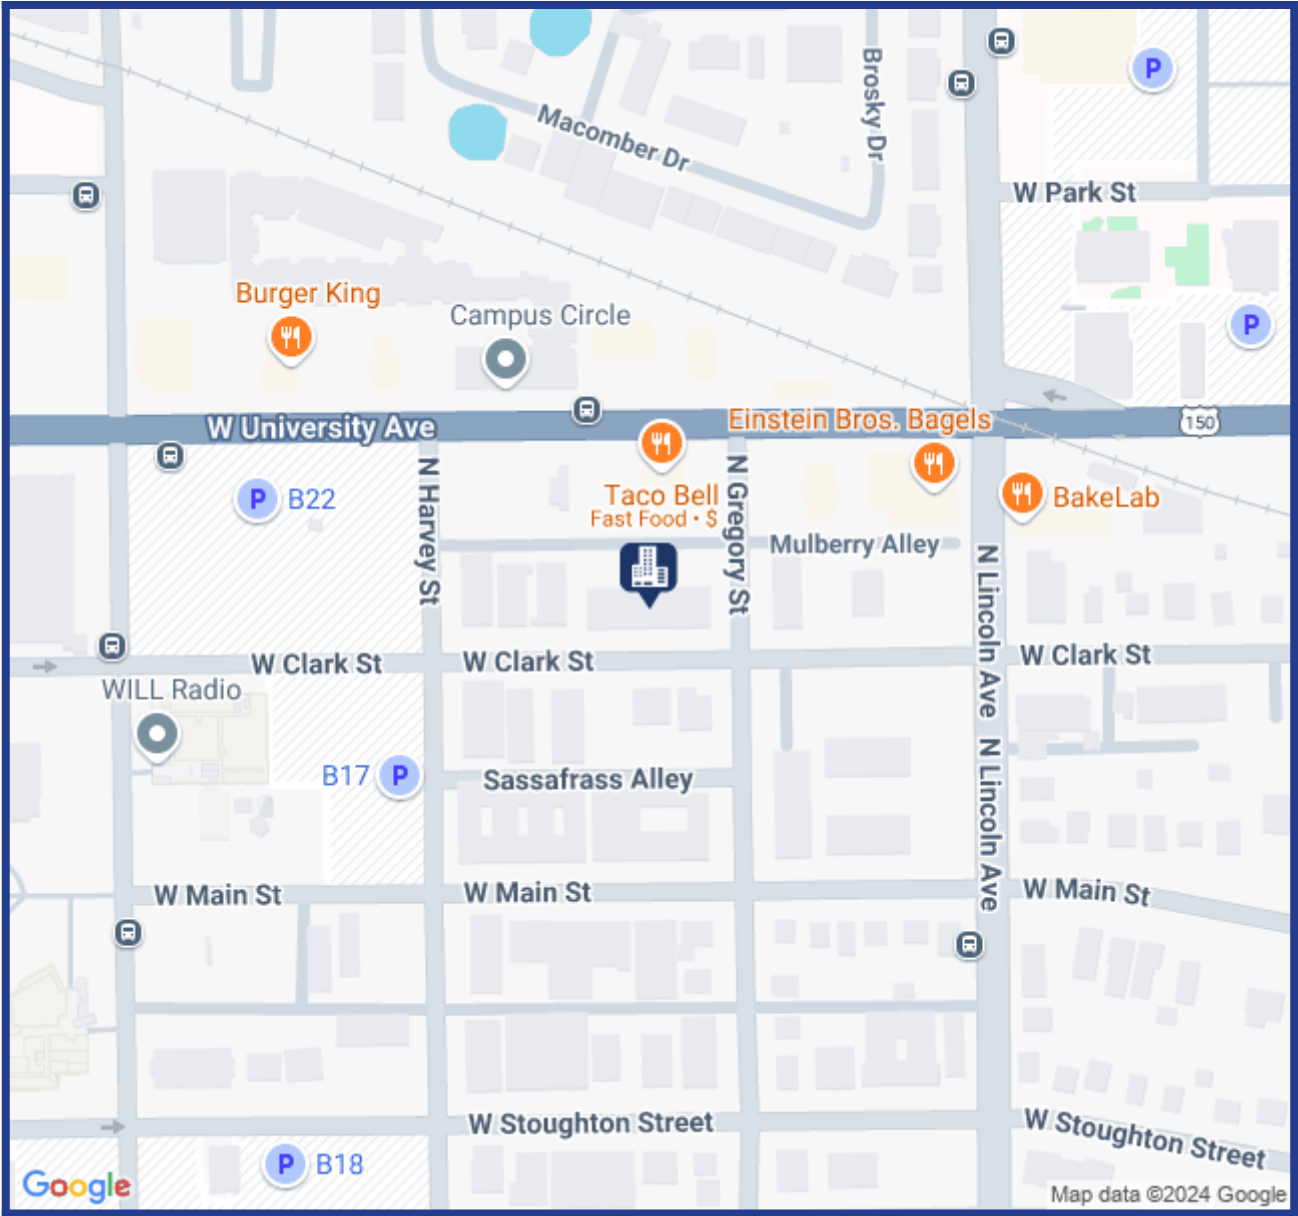 Brosky Dr
P
Macomber Dr
W Park St
Burger King
Campus Circle
P
W University Ave
Einstein Bros. Bagels
150
P B22
N Harvey St
Taco Bell
Fast Food • $
N Gregory St
BakeLab
Mulberry Alley
N Lincoln Ave
W Clark St
W Clark St
W Clark St
WILL Radio
B17 P
Sassafrass Alley
N Lincoln Ave
W Main St
W Main St
W Main St
W Stoughton Street
W Stoughton Street
P B18
Google
Map data ©2024 Google